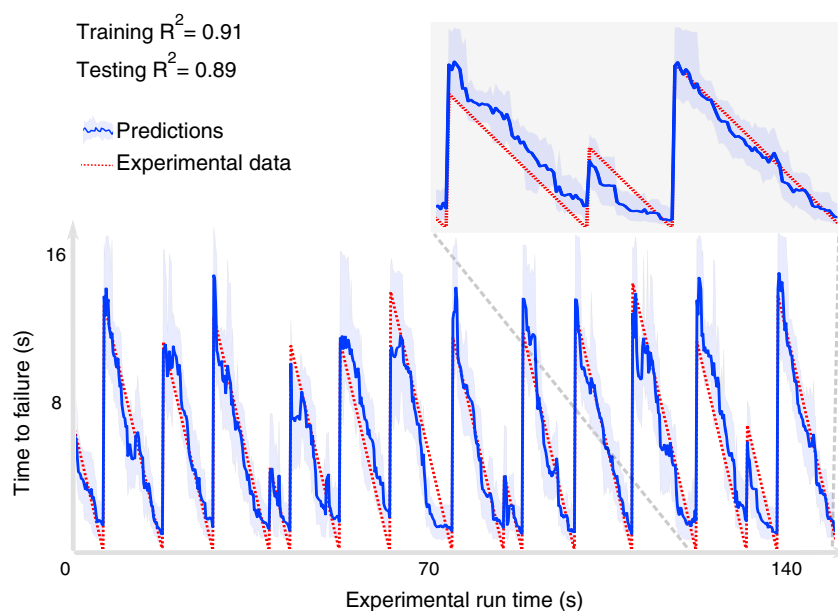 Training R²= 0.91
Testing R²= 0.89
Predictions
Experimental data
16
8
Time to failure (s)
0
70
140
Experimental run time (s)